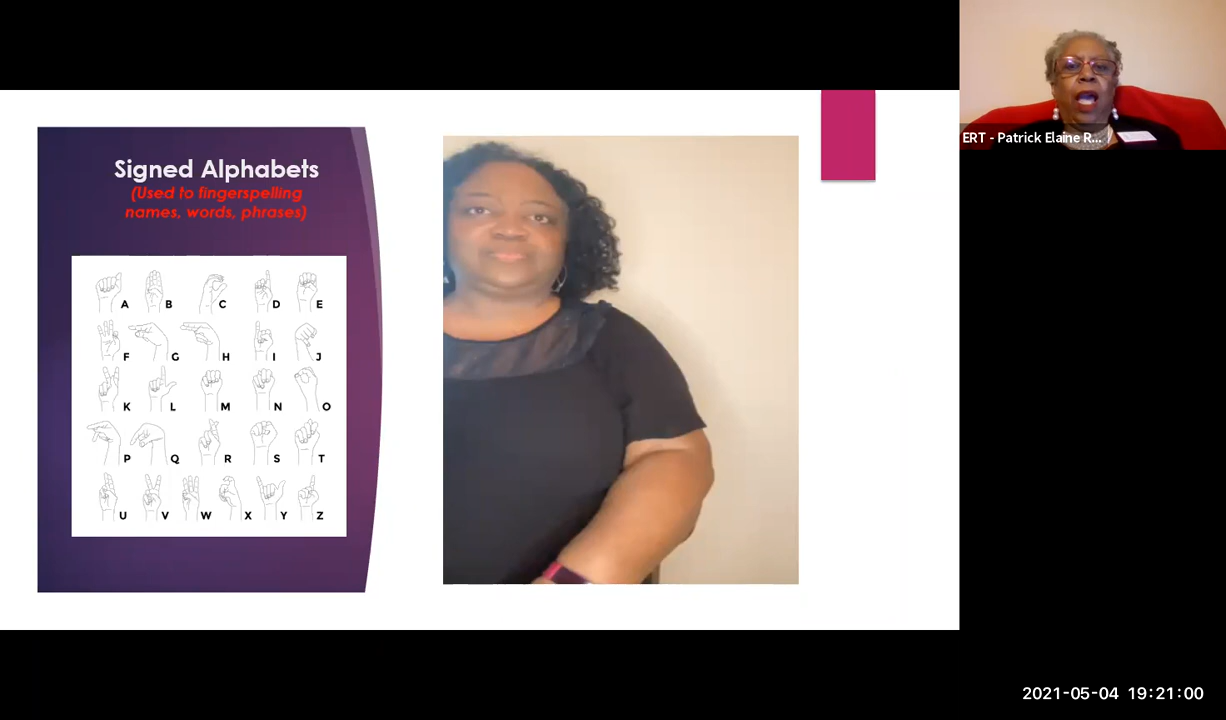 Signed Alphabets
(Used to fingerspelling
names, words, phrases)
A B C D E
F G H I J
K L M N O
P Q R S T
U V W X Y Z
ERT - Patrick Elaine R...
2021-05-04 19:21:00